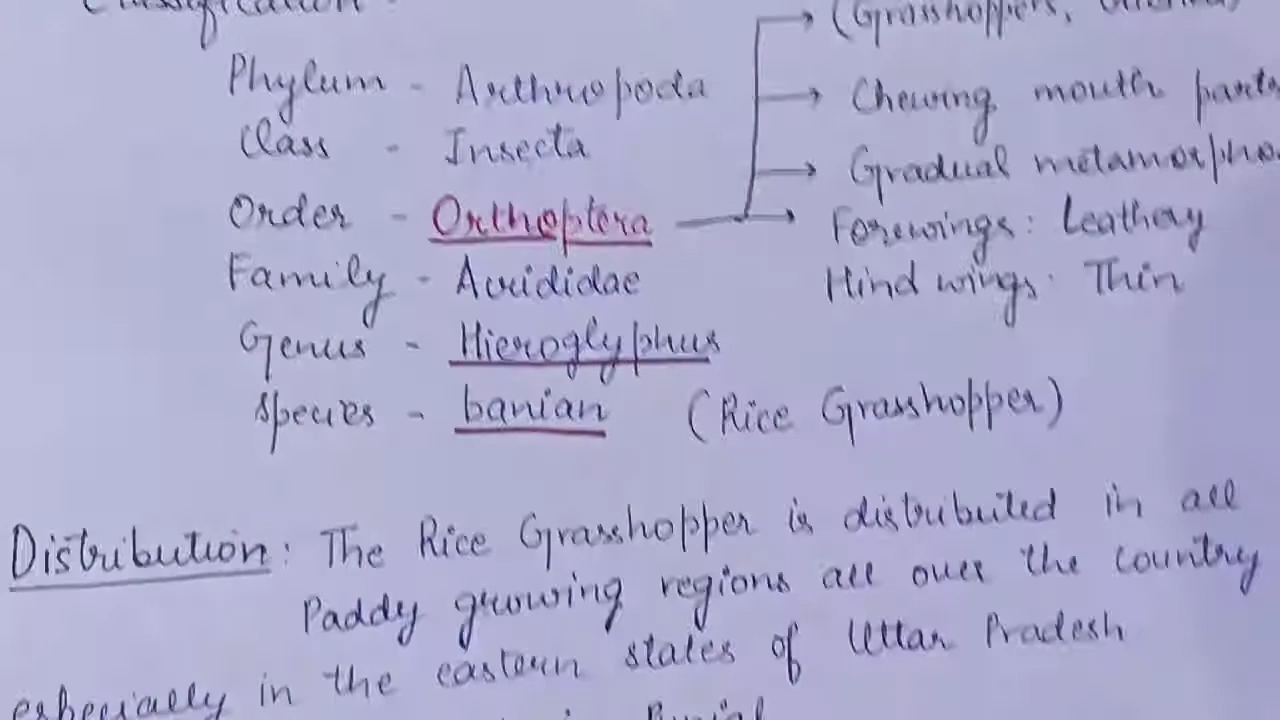 Classification
(Grasshoppers,
Phylum - Arthropoda
Chewing mouth parts
Class - Insecta
Gradual metamorpho
Order - Orthoptera
Forewings: Leathery
Family - Acrididae
Hind wings: Thin
Genus - Hieroglyphus
Species - banian (Rice Grasshopper)
Distribution: The Rice Grasshopper is distributed in all
Paddy growing regions all over the country
especially in the eastern states of Uttar Pradesh